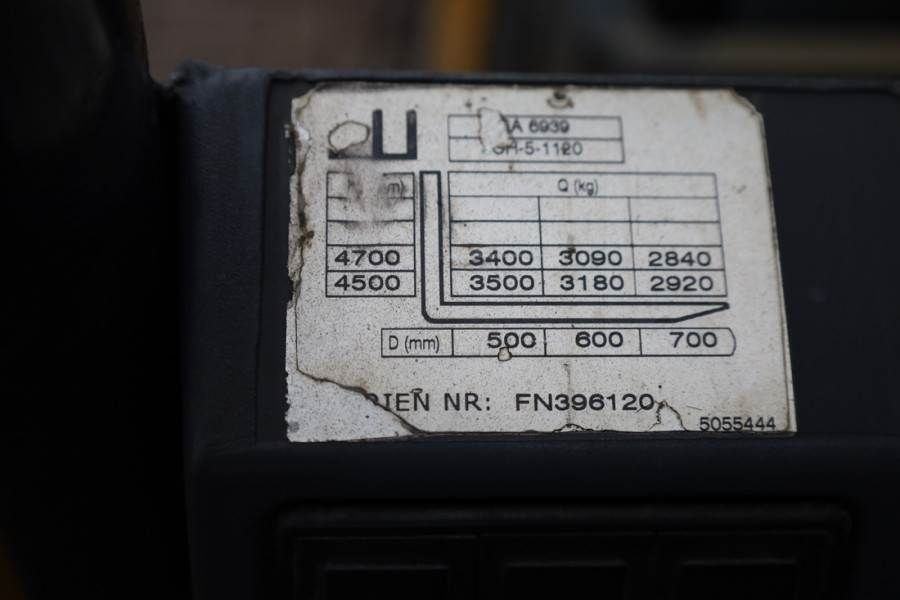 A 6939
-5-1120
(mm) Q (kg)
4700 3400 3090 2840
4500 3500 3180 2920
D (mm) 500 600 700
RIEN NR: FN396120
5055444